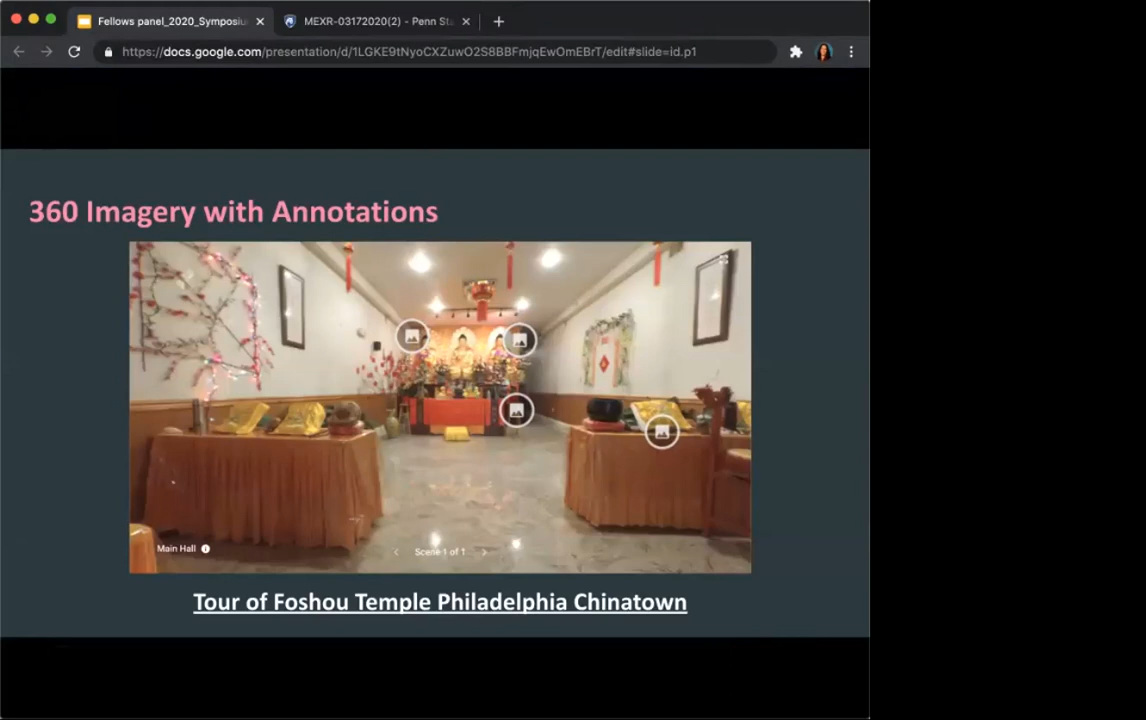 Fellows panel_2020_Symposiu
MEXR-03172020(2) - Penn Sta
https://docs.google.com/presentation/d/1LGKE9tNyoCXZuwO2S8BBFmjqEwOmEBrT/edit#slide=id.p1
360 Imagery with Annotations
Main Hall
Scene 1 of 1
Tour of Foshou Temple Philadelphia Chinatown